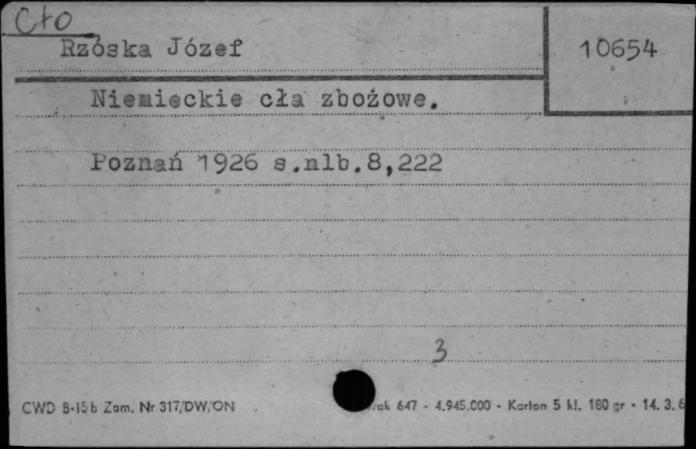 Cło
Rzóska Józef
10654
Niemieckie cła zbożowe.
Poznań 1926 s.nlb.8,222
3
CWD B-15b Zam. Nr 317/DW/ON
647 - 4.945.000 - Karton 5 kl. 180 gr - 14. 3. 6